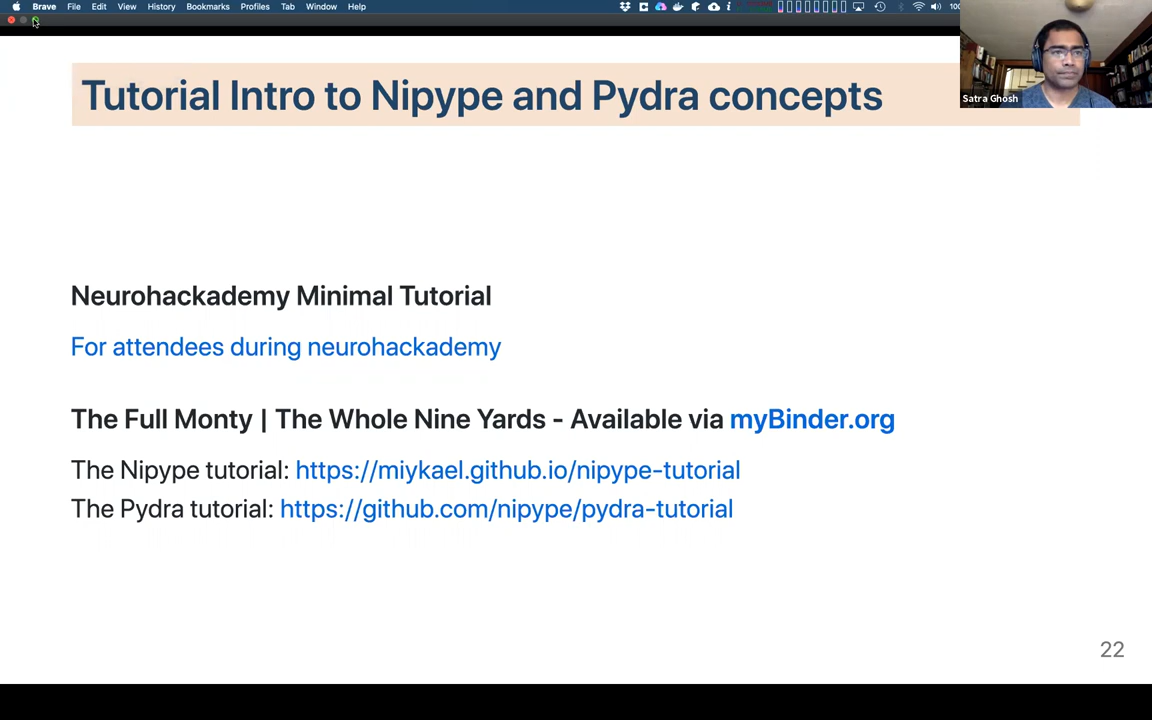 Brave File Edit View History Bookmarks Profiles Tab Window Help
Satra Ghosh
Tutorial Intro to Nipype and Pydra concepts
Neurohackademy Minimal Tutorial
For attendees during neurohackademy
The Full Monty | The Whole Nine Yards - Available via myBinder.org
The Nipype tutorial: https://miykael.github.io/nipype-tutorial
The Pydra tutorial: https://github.com/nipype/pydra-tutorial
22